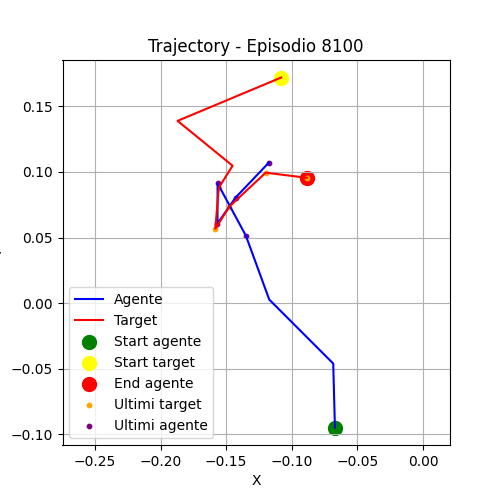 Trajectory - Episodio 8100
0.15
0.10
0.05
0.00
−0.05
−0.10
Agente
Target
Start agente
Start target
End agente
Ultimi target
Ultimi agente
−0.25
−0.20
−0.15
−0.10
−0.05
0.00
X